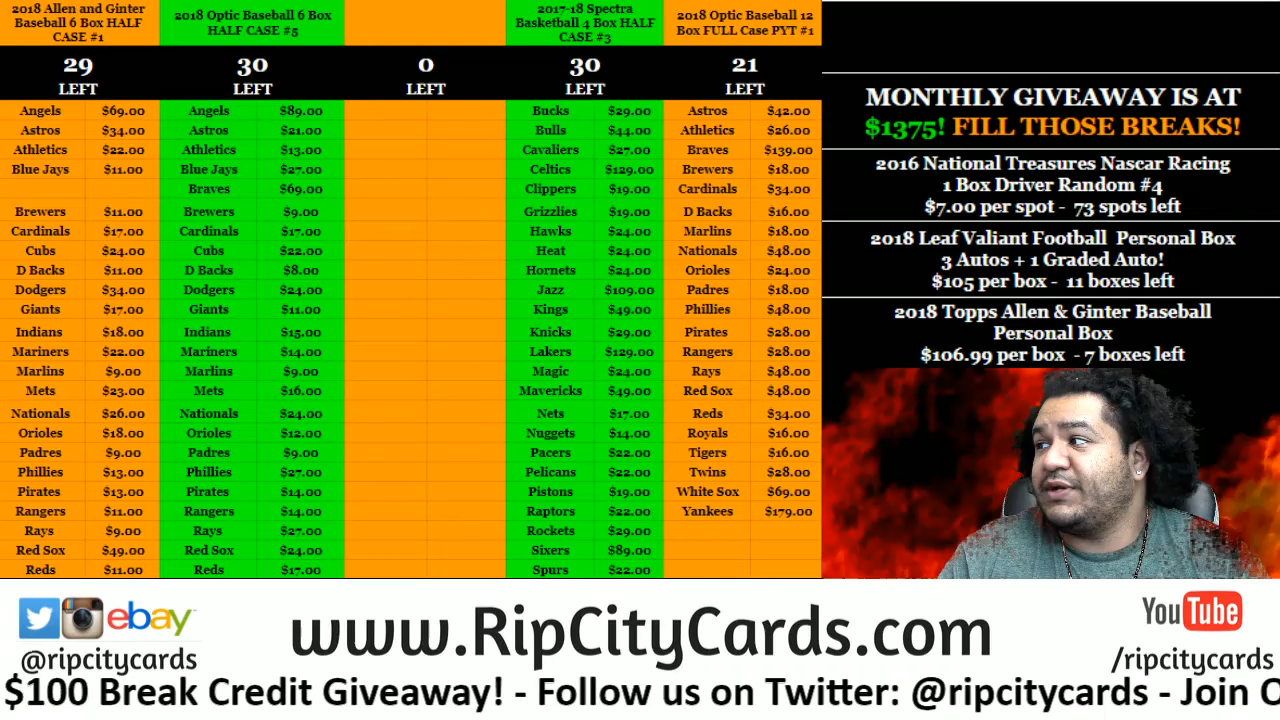 2018 Allen and Ginter
Baseball 6 Box HALF
CASE #1
29
LEFT
Angels $69.00
Astros $34.00
Athletics $22.00
Blue Jays $11.00
Brewers $11.00
Cardinals $17.00
Cubs $24.00
D Backs $11.00
Dodgers $34.00
Giants $17.00
Indians $18.00
Mariners $22.00
Marlins $9.00
Mets $23.00
Nationals $26.00
Orioles $18.00
Padres $9.00
Phillies $13.00
Pirates $13.00
Rangers $11.00
Rays $9.00
Red Sox $49.00
Reds $11.00
2018 Optic Baseball 6 Box
HALF CASE #5
30
LEFT
Angels $89.00
Astros $21.00
Athletics $13.00
Blue Jays $27.00
Braves $69.00
Brewers $9.00
Cardinals $17.00
Cubs $22.00
D Backs $8.00
Dodgers $24.00
Giants $11.00
Indians $15.00
Mariners $14.00
Marlins $9.00
Mets $16.00
Nationals $24.00
Orioles $12.00
Padres $9.00
Phillies $27.00
Pirates $14.00
Rangers $14.00
Rays $27.00
Red Sox $24.00
Reds $17.00
0
LEFT
2017-18 Spectra
Basketball 4 Box HALF
CASE #3
30
LEFT
Bucks $29.00
Bulls $44.00
Cavaliers $27.00
Celtics $129.00
Clippers $19.00
Grizzlies $19.00
Hawks $24.00
Heat $24.00
Hornets $24.00
Jazz $109.00
Kings $49.00
Knicks $29.00
Lakers $129.00
Magic $24.00
Mavericks $49.00
Nets $17.00
Nuggets $14.00
Pacers $22.00
Pelicans $22.00
Pistons $19.00
Raptors $22.00
Rockets $29.00
Sixers $89.00
Spurs $22.00
2018 Optic Baseball 12
Box FULL Case PYT #1
21
LEFT
Astros $42.00
Athletics $26.00
Braves $139.00
Brewers $18.00
Cardinals $34.00
D Backs $16.00
Marlins $18.00
Nationals $48.00
Orioles $24.00
Padres $18.00
Phillies $48.00
Pirates $28.00
Rangers $28.00
Rays $48.00
Red Sox $48.00
Reds $34.00
Royals $16.00
Tigers $16.00
Twins $28.00
White Sox $69.00
Yankees $179.00
MONTHLY GIVEAWAY IS AT
$1375! FILL THOSE BREAKS!
2016 National Treasures Nascar Racing
1 Box Driver Random #4
$7.00 per spot - 73 spots left
2018 Leaf Valiant Football Personal Box
3 Autos + 1 Graded Auto!
$105 per box - 11 boxes left
2018 Topps Allen & Ginter Baseball
Personal Box
$106.99 per box - 7 boxes left
ebay
@ripcitycards
www.RipCityCards.com
YouTube
/ripcitycards
$100 Break Credit Giveaway! - Follow us on Twitter: @ripcitycards - Join O